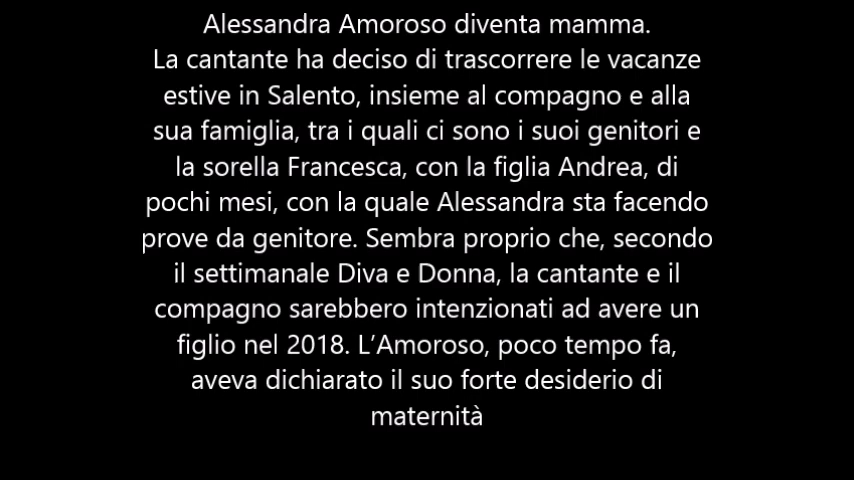 Alessandra Amoroso diventa mamma.
La cantante ha deciso di trascorrere le vacanze
estive in Salento, insieme al compagno e alla
sua famiglia, tra i quali ci sono i suoi genitori e
la sorella Francesca, con la figlia Andrea, di
pochi mesi, con la quale Alessandra sta facendo
prove da genitore. Sembra proprio che, secondo
il settimanale Diva e Donna, la cantante e il
compagno sarebbero intenzionati ad avere un
figlio nel 2018. L’Amoroso, poco tempo fa,
aveva dichiarato il suo forte desiderio di
maternità